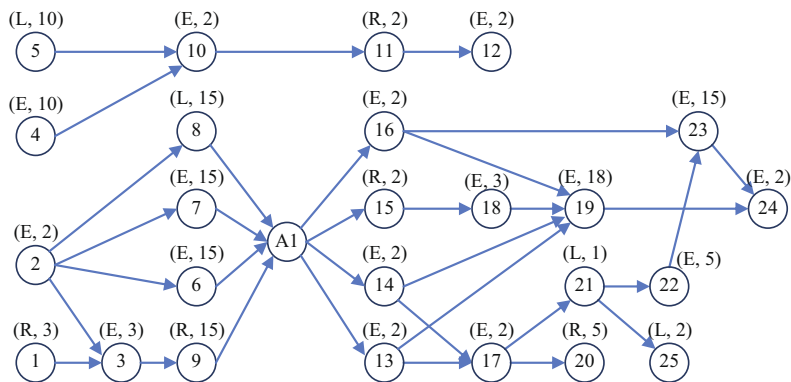 (L, 10) (E, 2) (R, 2) (E, 2)
5 10 11 12
(E, 10) (L, 15) (E, 2) (E, 15)
4 8 16 23
(E, 15) (R, 2) (E, 3) (E, 18) (E, 2)
7 15 18 19 24
(E, 2) A1
2 (E, 15) (E, 2) (L, 1) (E, 5)
6 14 21 22
(R, 3) (E, 3) (R, 15) (E, 2) (E, 2) (R, 5) (L, 2)
1 3 9 13 17 20 25